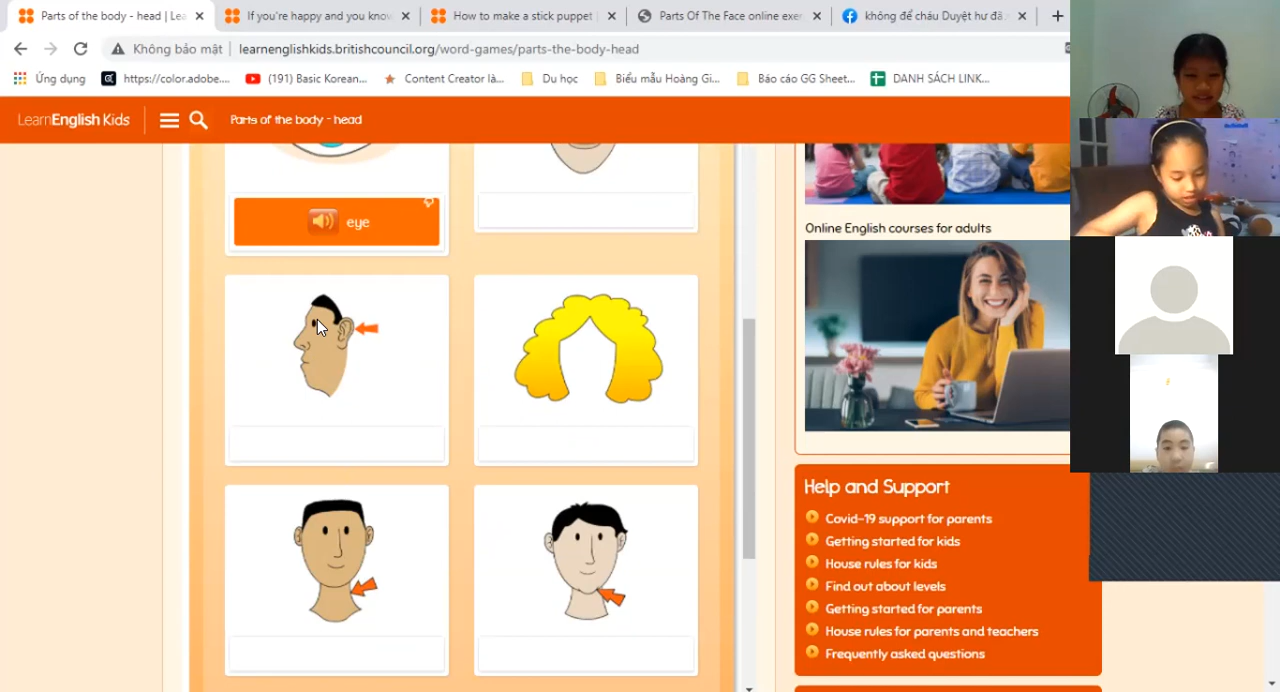 Parts of the body - head | Lea
If you're happy and you know
How to make a stick puppet |
Parts Of The Face online exer
không để cháu Duyệt hư đã
Không bảo mật
learnenglishkids.britishcouncil.org/word-games/parts-the-body-head
Ứng dụng
https://color.adobe....
(191) Basic Korean...
Content Creator là...
Du học
Biểu mẫu Hoàng Gi...
Báo cáo GG Sheet...
DANH SÁCH LINK...
LearnEnglish Kids
Parts of the body - head
eye
Online English courses for adults
Help and Support
Covid-19 support for parents
Getting started for kids
House rules for kids
Find out about levels
Getting started for parents
House rules for parents and teachers
Frequently asked questions